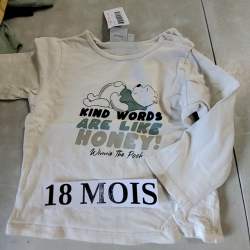 KIND WORDS
ARE LIKE
HONEY!
Winnie The Pooh
18 MOIS